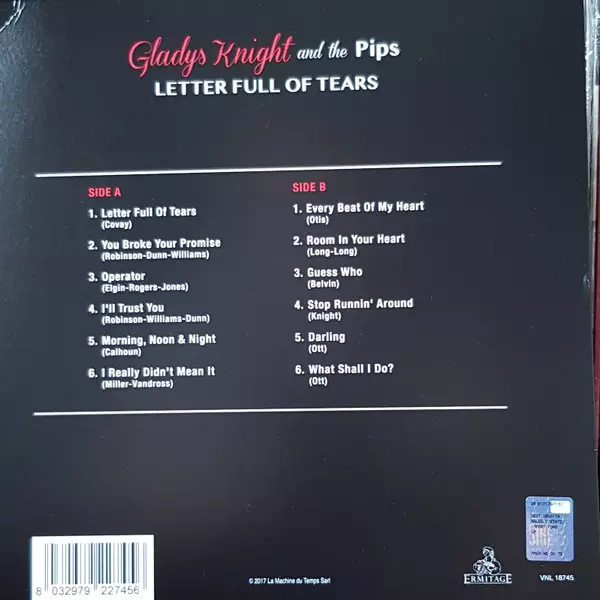 Gladys Knight and the Pips
LETTER FULL OF TEARS
SIDE A
1. Letter Full Of Tears
(Covay)
2. You Broke Your Promise
(Robinson-Dunn-Williams)
3. Operator
(Elgin-Rogers-Jones)
4. I'll Trust You
(Robinson-Williams-Dunn)
5. Morning, Noon & Night
(Calhoun)
6. I Really Didn't Mean It
(Miller-Vandross)
SIDE B
1. Every Beat Of My Heart
(Otis)
2. Room In Your Heart
(Long-Long)
3. Guess Who
(Belvin)
4. Stop Runnin' Around
(Knight)
5. Darling
(Ott)
6. What Shall I Do?
(Ott)
8 032979 227456
© 2017 La Machine du Temps Sarl
ERMITAGE
VNL 18745